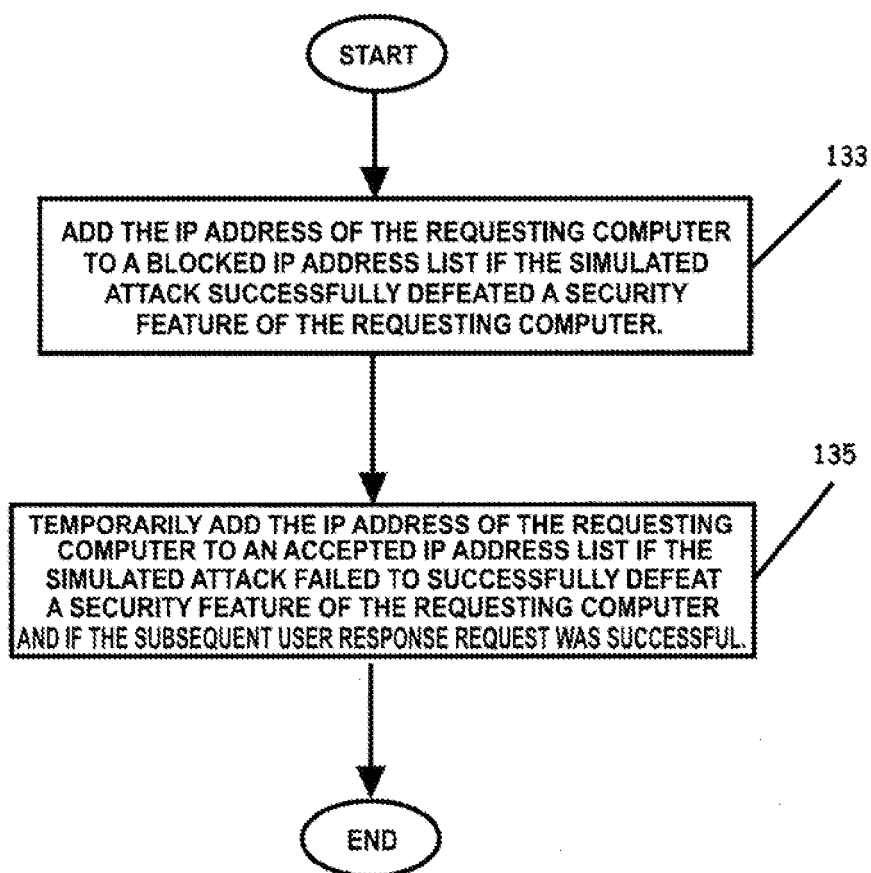 START
133
ADD THE IP ADDRESS OF THE REQUESTING COMPUTER
TO A BLOCKED IP ADDRESS LIST IF THE SIMULATED
ATTACK SUCCESSFULLY DEFEATED A SECURITY
FEATURE OF THE REQUESTING COMPUTER.
135
TEMPORARILY ADD THE IP ADDRESS OF THE REQUESTING
COMPUTER TO AN ACCEPTED IP ADDRESS LIST IF THE
SIMULATED ATTACK FAILED TO SUCCESSFULLY DEFEAT
A SECURITY FEATURE OF THE REQUESTING COMPUTER
AND IF THE SUBSEQUENT USER RESPONSE REQUEST WAS SUCCESSFUL.
END